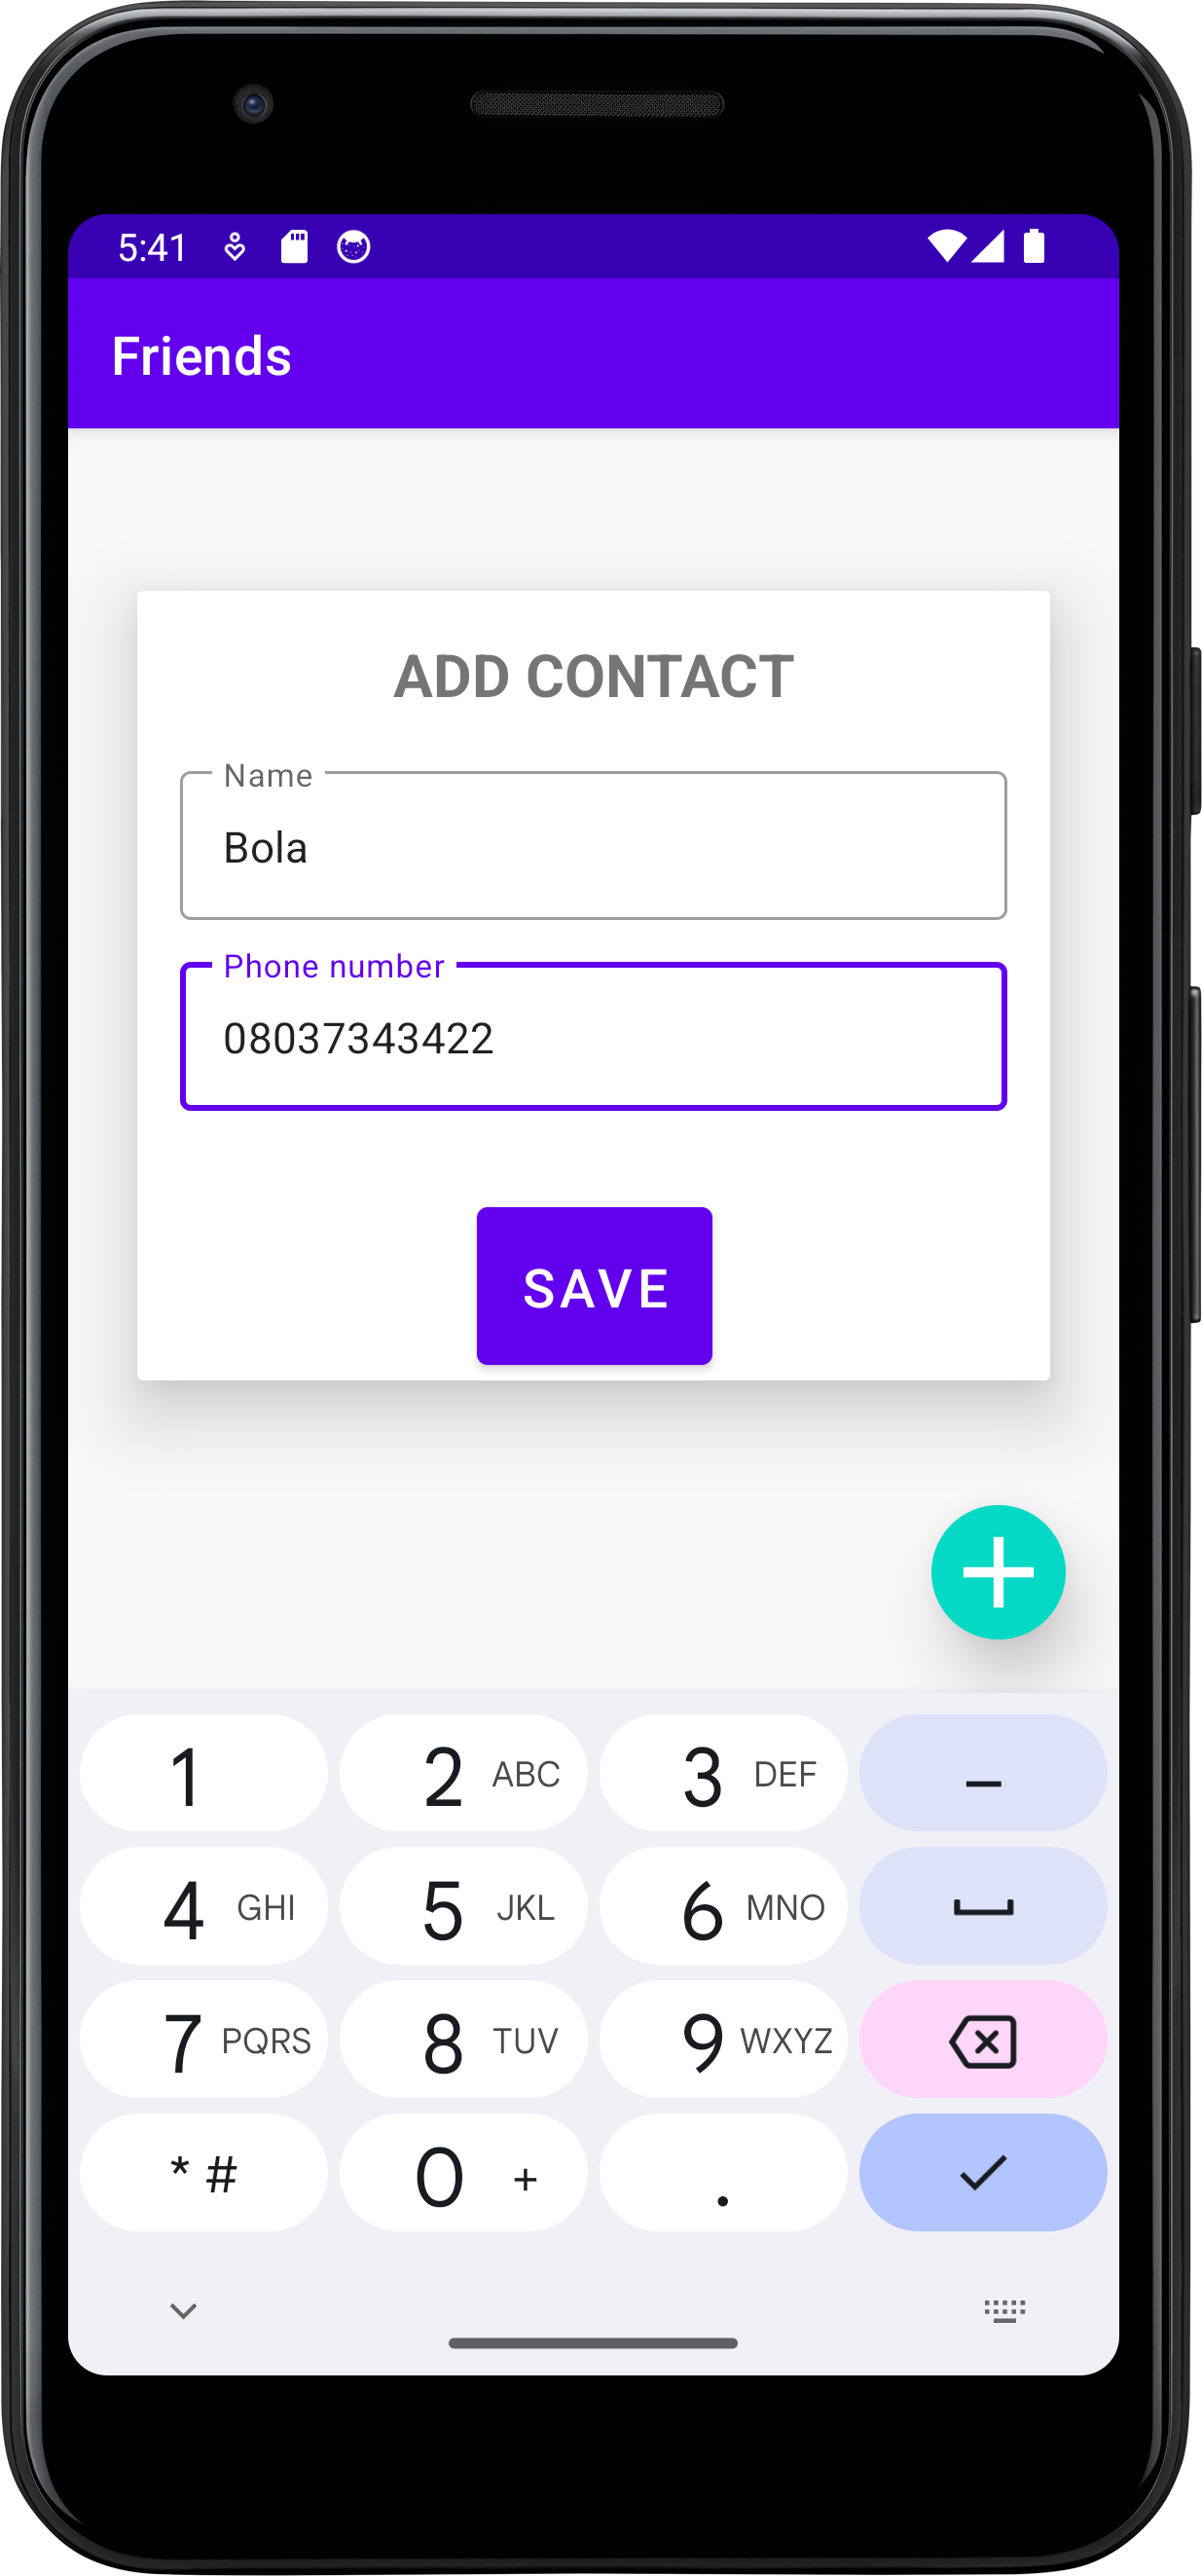 5:41
Friends
ADD CONTACT
Name
Bola
Phone number
08037343422
SAVE
1 2 ABC 3 DEF –
4 GHI 5 JKL 6 MNO
7 PQRS 8 TUV 9 WXYZ
* # 0 + .